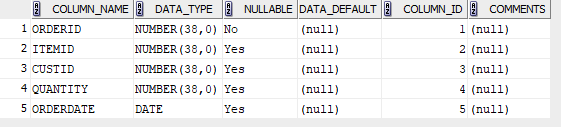 COLUMN_NAME DATA_TYPE NULLABLE DATA_DEFAULT COLUMN_ID COMMENTS
1 ORDERID NUMBER(38,0) No (null) 1 (null)
2 ITEMID NUMBER(38,0) Yes (null) 2 (null)
3 CUSTID NUMBER(38,0) Yes (null) 3 (null)
4 QUANTITY NUMBER(38,0) Yes (null) 4 (null)
5 ORDERDATE DATE Yes (null) 5 (null)